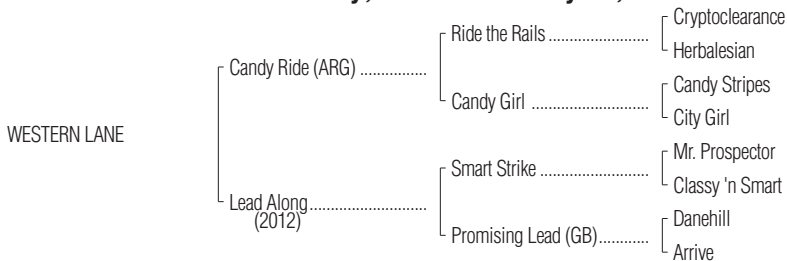 Cryptoclearance
Ride the Rails ......................
Herbalesian
Candy Ride (ARG) ................
Candy Stripes
Candy Girl .........................
City Girl
WESTERN LANE
Mr. Prospector
Smart Strike .......................
Classy 'n Smart
Lead Along...........................
(2012)
Danehill
Promising Lead (GB)............
Arrive